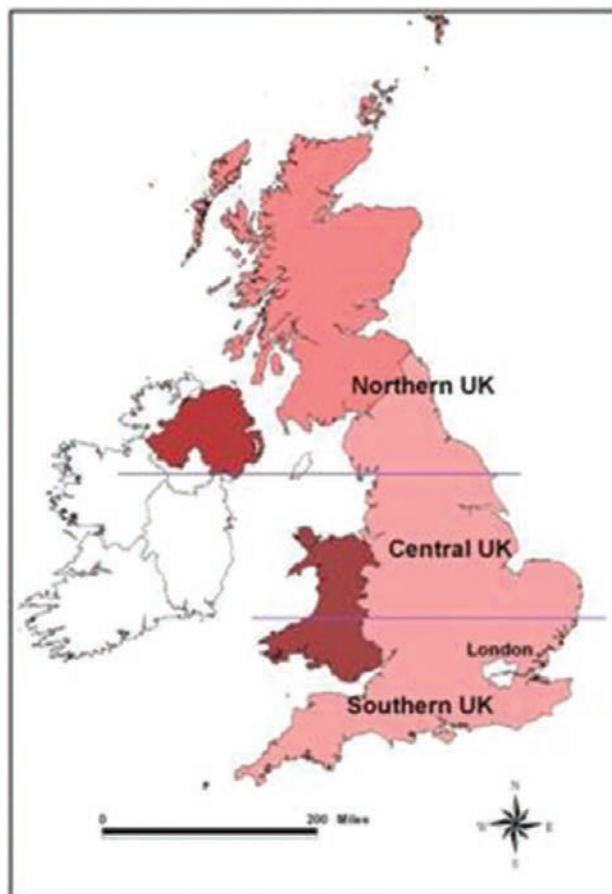 Northern UK
Central UK
London
Southern UK
0 200 Miles
N
W E
S